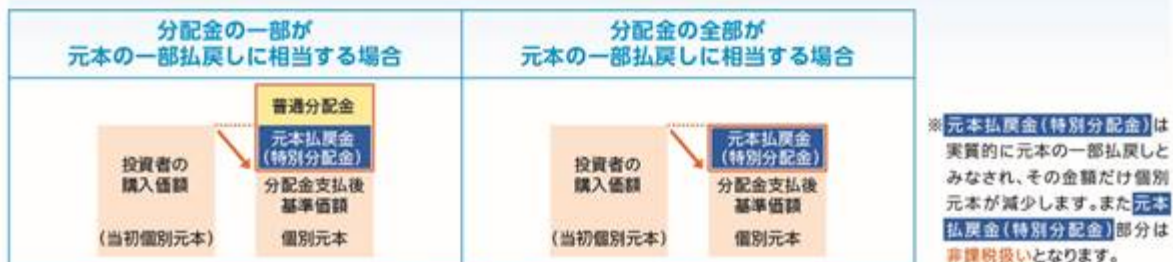 分配金の一部が
元本の一部払戻しに相当する場合
分配金の全部が
元本の一部払戻しに相当する場合
普通分配金
元本払戻金
(特別分配金)
投資者の
購入価額
(当初個別元本)
分配金支払後
基準価額
個別元本
元本払戻金
(特別分配金)
投資者の
購入価額
(当初個別元本)
分配金支払後
基準価額
個別元本
※元本払戻金(特別分配金)は
実質的に元本の一部払戻しと
みなされ、その金額だけ個別
元本が減少します。また元本
払戻金(特別分配金)部分は
非課税扱いとなります。